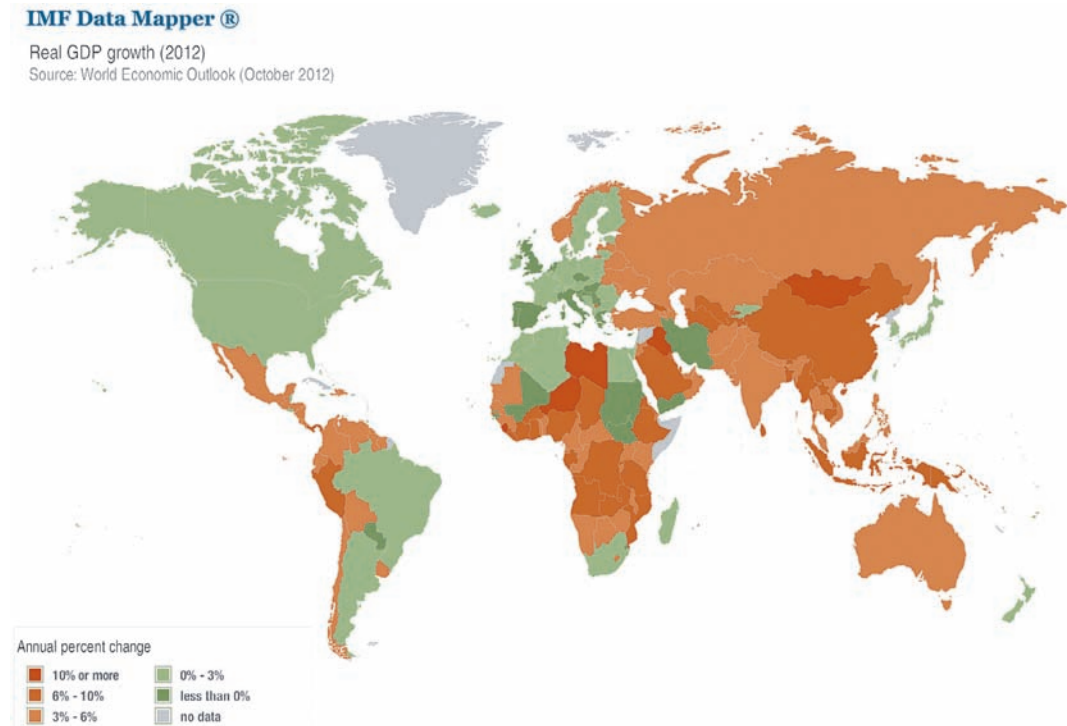 IMF Data Mapper ®
Real GDP growth (2012)
Source: World Economic Outlook (October 2012)
Annual percent change
10% or more
6% - 10%
3% - 6%
0% - 3%
less than 0%
no data